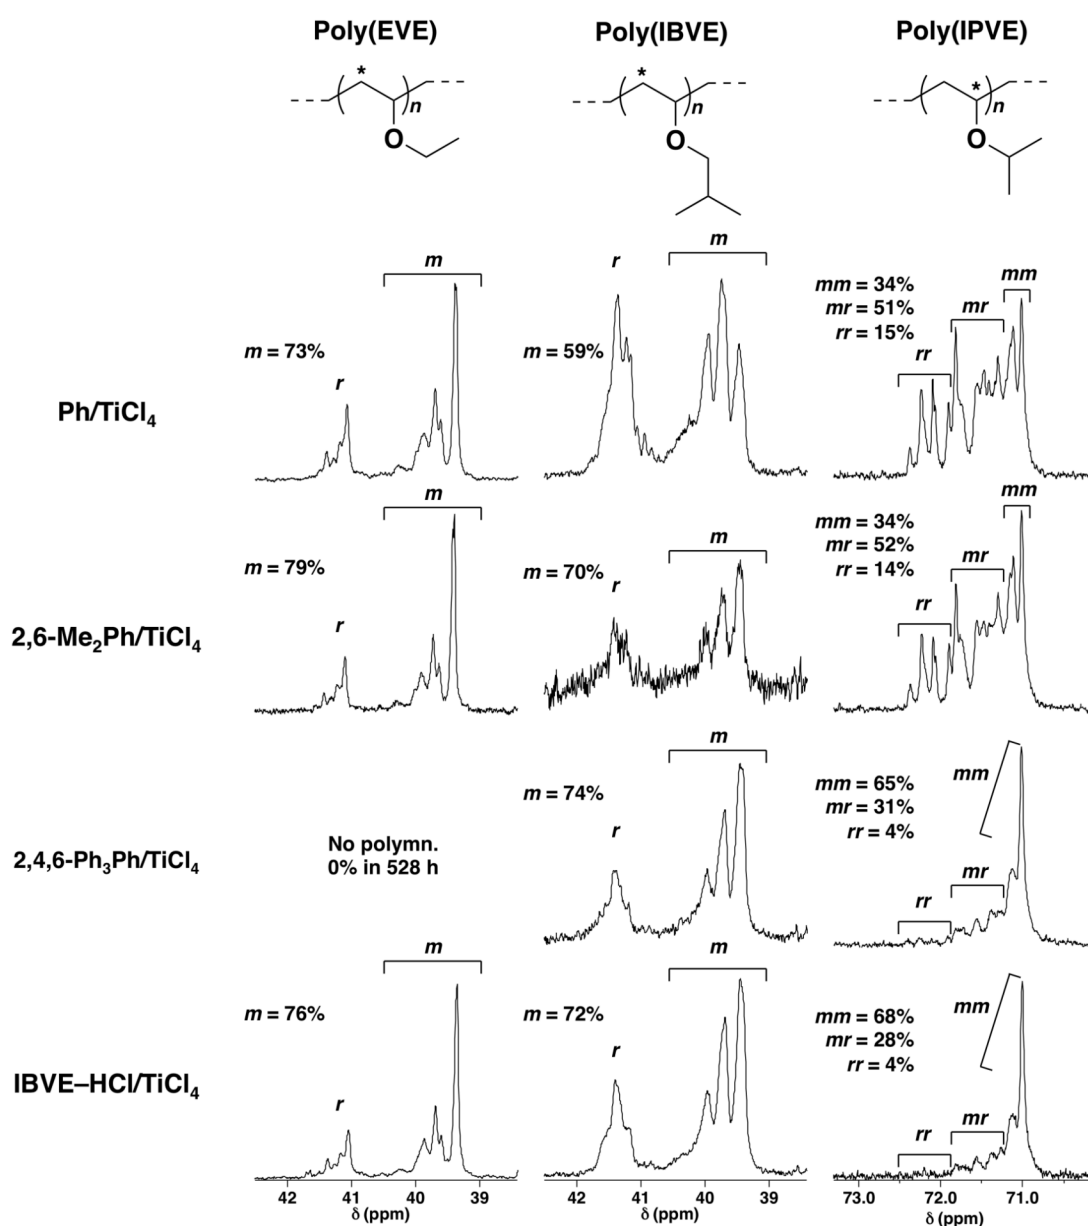 Poly(EVE)
Poly(IBVE)
Poly(IPVE)
*
n
O
*
n
O
*
n
O
Ph/TiCl4
m = 73%
r
m
m = 59%
r
m
mm = 34%
mr = 51%
rr = 15%
rr
mr
mm
2,6-Me2Ph/TiCl4
m = 79%
r
m
m = 70%
r
m
mm = 34%
mr = 52%
rr = 14%
rr
mr
mm
2,4,6-Ph3Ph/TiCl4
No polymn.
0% in 528 h
m = 74%
r
m
mm = 65%
mr = 31%
rr = 4%
rr
mr
mm
IBVE–HCl/TiCl4
m = 76%
r
m
m = 72%
r
m
mm = 68%
mr = 28%
rr = 4%
rr
mr
mm
42 41 40 39
δ (ppm)
42 41 40 39
δ (ppm)
73.0 72.0 71.0
δ (ppm)